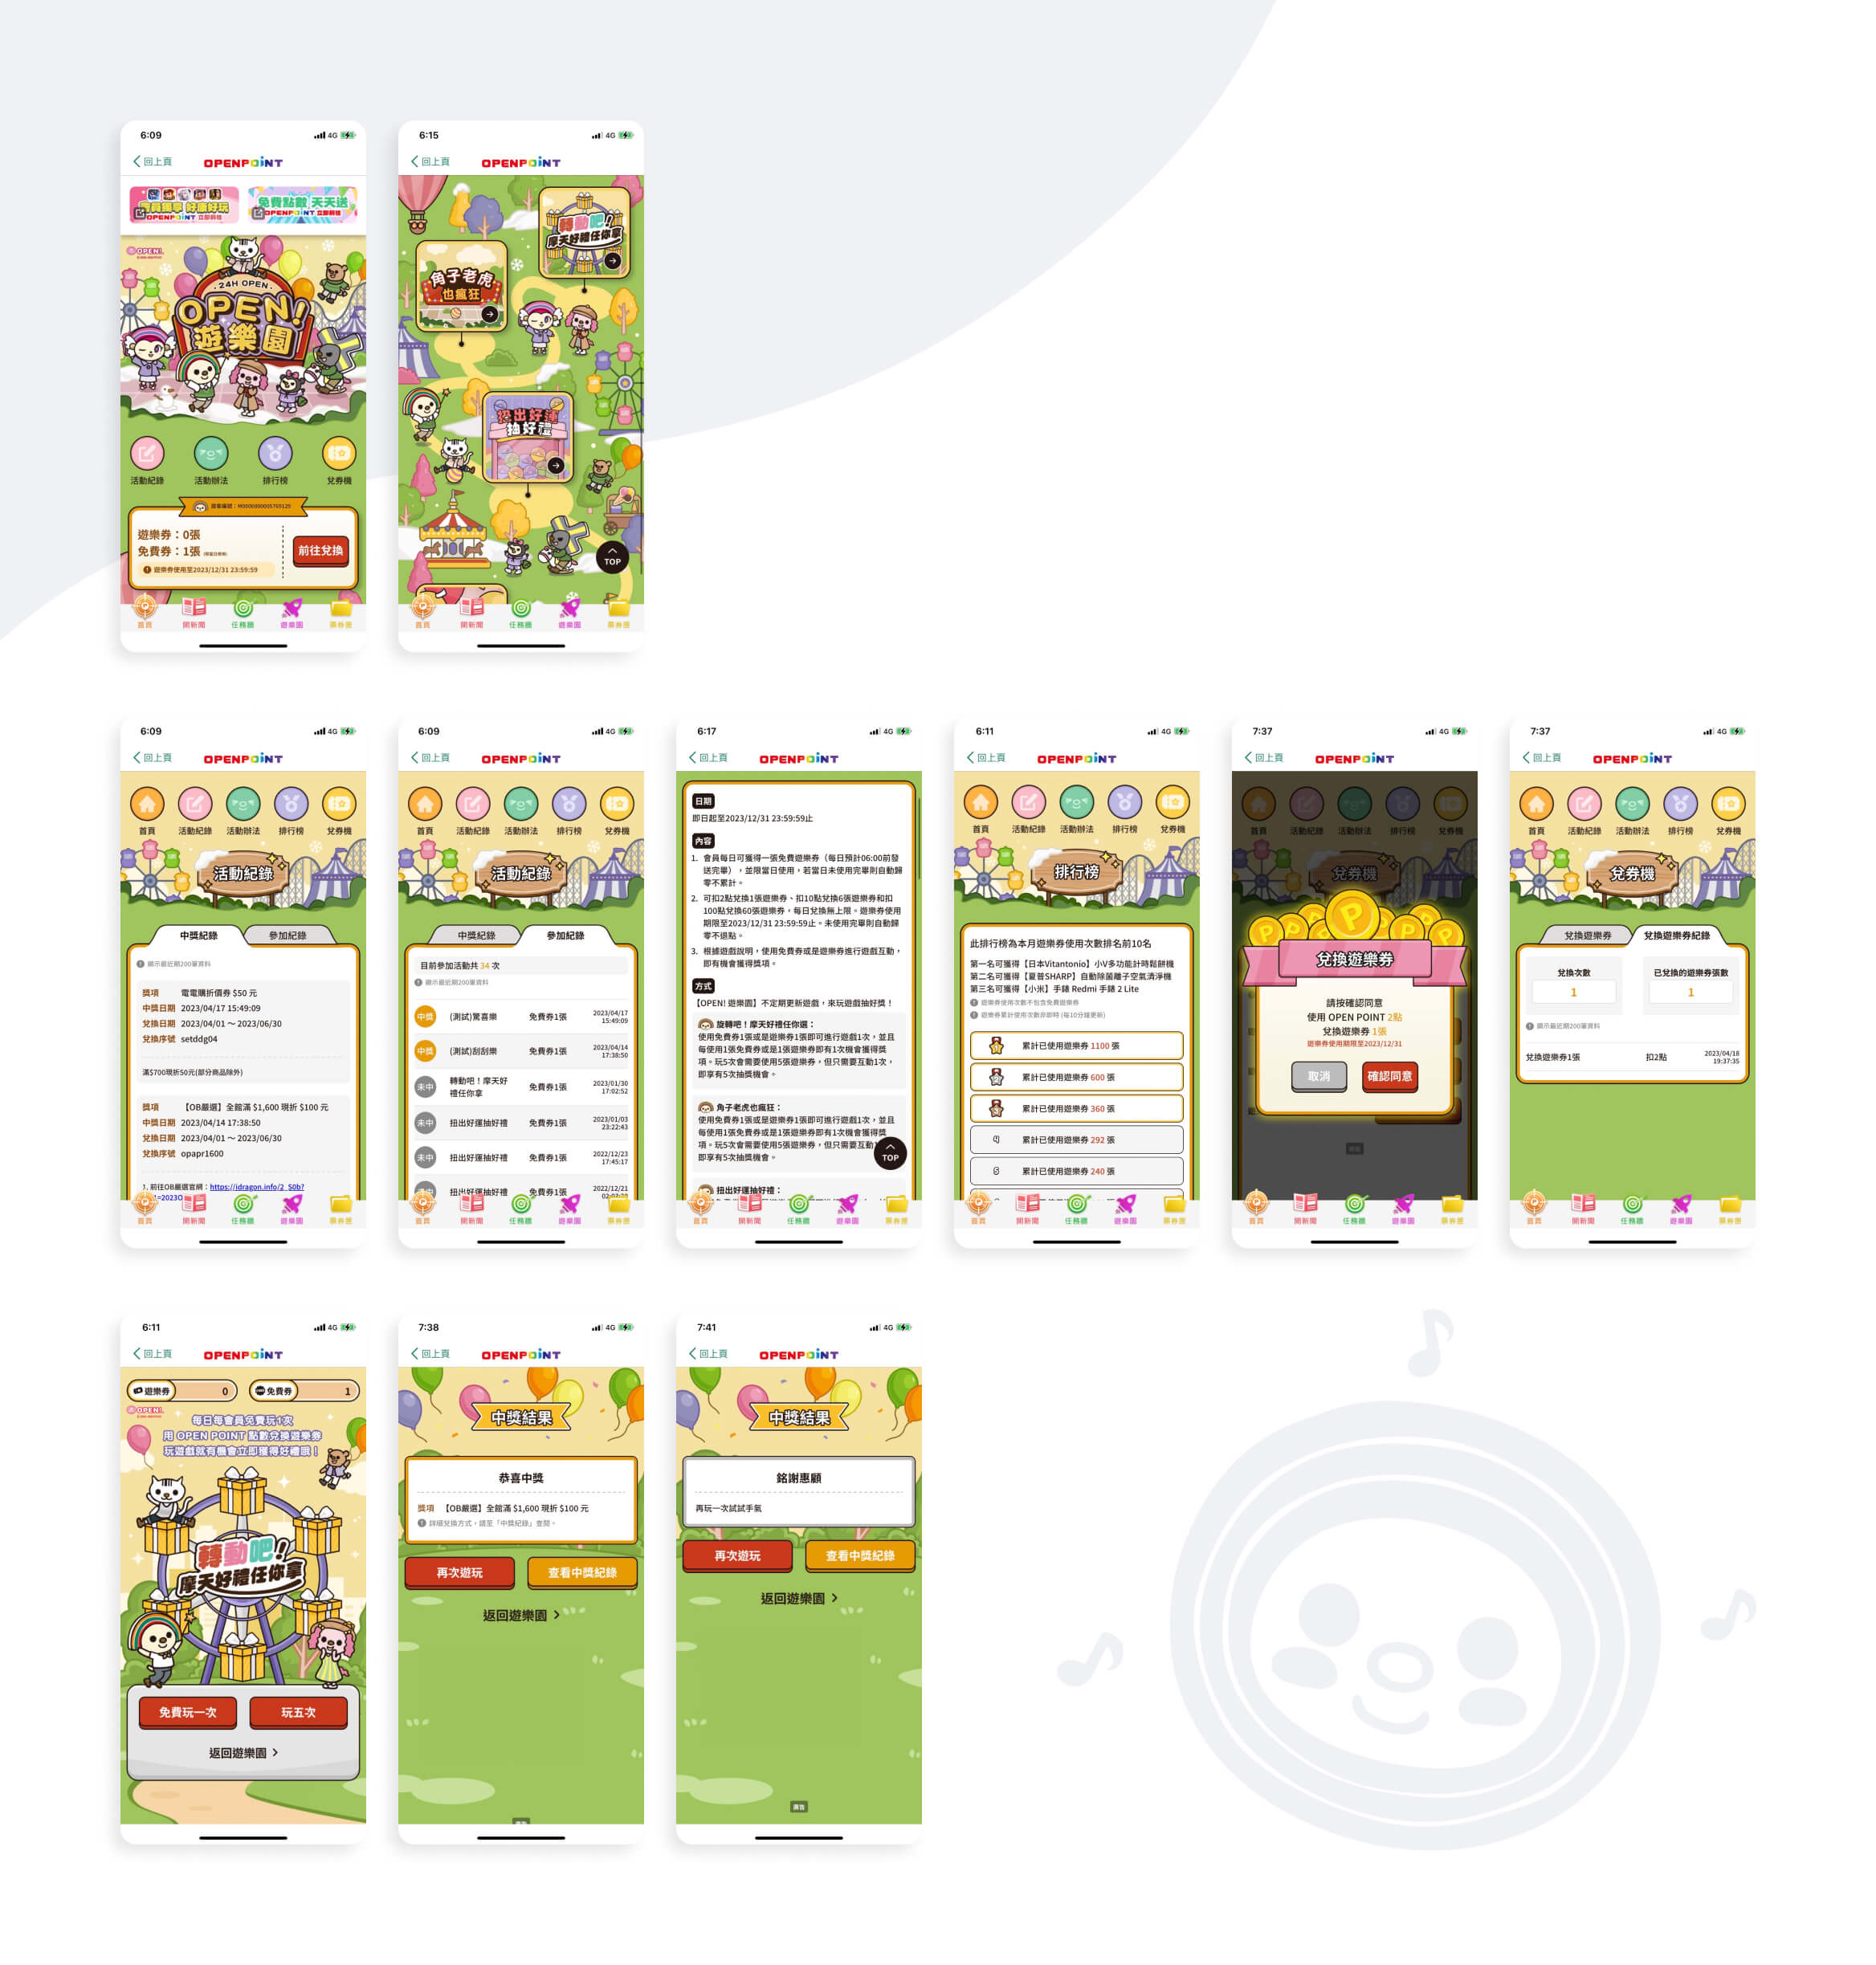 6:09
4G
回上頁
OPENPOINT
會員獨享 好康好玩
OPENPOINT 立即前往
免費點數 天天送
OPENPOINT 立即前往
OPEN!
24H OPEN
OPEN!
遊樂園
活動紀錄
活動辦法
排行榜
兌券機
遊樂券：0張
免費券：1張
遊樂券使用至2023/12/31 23:59:59
前往兌換
首頁
開新聞
任務牆
遊樂園
票券匣
6:15
4G
回上頁
OPENPOINT
轉動吧!
摩天好禮任你拿
角子老虎
也瘋狂
扭出好運
抽好禮
TOP
首頁
開新聞
任務牆
遊樂園
票券匣
6:09
4G
回上頁
OPENPOINT
首頁
活動紀錄
活動辦法
排行榜
兌券機
活動紀錄
中獎紀錄
參加紀錄
顯示最近期200筆資料
獎項 電電購折價券 $50 元
中獎日期 2023/04/17 15:49:09
兌換日期 2023/04/01 ～ 2023/06/30
兌換序號 setddg04
滿$700現折50元(部分商品除外)
獎項 【OB嚴選】全館滿 $1,600 現折 $100 元
中獎日期 2023/04/14 17:38:50
兌換日期 2023/04/01 ～ 2023/06/30
兌換序號 opapr1600
1. 前往OB嚴選官網：https://idragon.info/2_S0b?
首頁
開新聞
任務牆
遊樂園
票券匣
6:09
4G
回上頁
OPENPOINT
首頁
活動紀錄
活動辦法
排行榜
兌券機
活動紀錄
中獎紀錄
參加紀錄
目前參加活動共 34 次
顯示最近期200筆資料
中獎 (測試)驚喜樂 免費券1張 2023/04/17
15:49:09
中獎 (測試)刮刮樂 免費券1張 2023/04/14
17:38:50
未中 轉動吧！摩天好
禮任你拿 免費券1張 2023/01/30
17:02:52
未中 扭出好運抽好禮 免費券1張 2023/01/03
23:22:43
未中 扭出好運抽好禮 免費券1張 2022/12/23
17:45:17
未中 扭出好運抽好禮 免費券1張 2022/12/21
首頁
開新聞
任務牆
遊樂園
票券匣
6:17
4G
回上頁
OPENPOINT
日期
即日起至2023/12/31 23:59:59止
內容
1. 會員每日可獲得一張免費遊樂券（每日預計06:00前發
送完畢），並限當日使用，若當日未使用完畢則自動歸
零不累計。
2. 可扣2點兌換1張遊樂券、扣10點兌換6張遊樂券和扣
100點兌換60張遊樂券，每日兌換無上限。遊樂券使用
期限至2023/12/31 23:59:59止。未使用完畢則自動歸
零不退點。
3. 根據遊戲說明，使用免費券或是遊樂券進行遊戲互動，
即有機會獲得獎項。
方式
【OPEN! 遊樂園】不定期更新遊戲，來玩遊戲抽好獎！
旋轉吧！摩天好禮任你選：
使用免費券1張或是遊樂券1張即可進行遊戲1次，並且
每使用1張免費券或是1張遊樂券即有1次機會獲得獎
項。玩5次會需要使用5張遊樂券，但只需要互動1次，
即享有5次抽獎機會。
角子老虎也瘋狂：
使用免費券1張或是遊樂券1張即可進行遊戲1次，並且
每使用1張免費券或是1張遊樂券即有1次機會獲得獎
項。玩5次會需要使用5張遊樂券，但只需要互動
即享有5次抽獎機會。
TOP
扭出好運抽好禮：
首頁
開新聞
任務牆
遊樂園
票券匣
6:11
4G
回上頁
OPENPOINT
首頁
活動紀錄
活動辦法
排行榜
兌券機
排行榜
此排行榜為本月遊樂券使用次數排名前10名
第一名可獲得【日本Vitantonio】小V多功能計時鬆餅機
第二名可獲得【夏普SHARP】自動除菌離子空氣清淨機
第三名可獲得【小米】手錶 Redmi 手錶 2 Lite
遊樂券使用次數不包含免費遊樂券
遊樂券累計使用次數非即時 (每10分鐘更新)
1 累計已使用遊樂券 1100 張
2 累計已使用遊樂券 600 張
3 累計已使用遊樂券 360 張
4 累計已使用遊樂券 292 張
5 累計已使用遊樂券 240 張
首頁
開新聞
任務牆
遊樂園
票券匣
7:37
4G
回上頁
OPENPOINT
首頁
活動紀錄
活動辦法
排行榜
兌券機
兌券機
兌換遊樂券
請按確認同意
使用 OPEN POINT 2點
兌換遊樂券 1張
遊樂券使用期限至2023/12/31
取消
確認同意
首頁
開新聞
任務牆
遊樂園
票券匣
7:37
4G
回上頁
OPENPOINT
首頁
活動紀錄
活動辦法
排行榜
兌券機
兌券機
兌換遊樂券
兌換遊樂券紀錄
兌換次數
1
已兌換的遊樂券張數
1
顯示最近期200筆資料
兌換遊樂券1張 扣2點 2023/04/18
19:37:35
首頁
開新聞
任務牆
遊樂園
票券匣
6:11
4G
回上頁
OPENPOINT
遊樂券 0
免費券 1
OPEN!
每日每會員免費玩1次
用 OPEN POINT 點數兌換遊樂券
玩遊戲就有機會立即獲得好禮哦！
轉動吧!
摩天好禮任你拿
免費玩一次
玩五次
返回遊樂園
7:38
4G
回上頁
OPENPOINT
中獎結果
恭喜中獎
獎項 【OB嚴選】全館滿 $1,600 現折 $100 元
詳細兌換方式，請至「中獎紀錄」查閱。
再次遊玩
查看中獎紀錄
返回遊樂園
7:41
4G
回上頁
OPENPOINT
中獎結果
銘謝惠顧
再玩一次試試手氣
再次遊玩
查看中獎紀錄
返回遊樂園
廣告